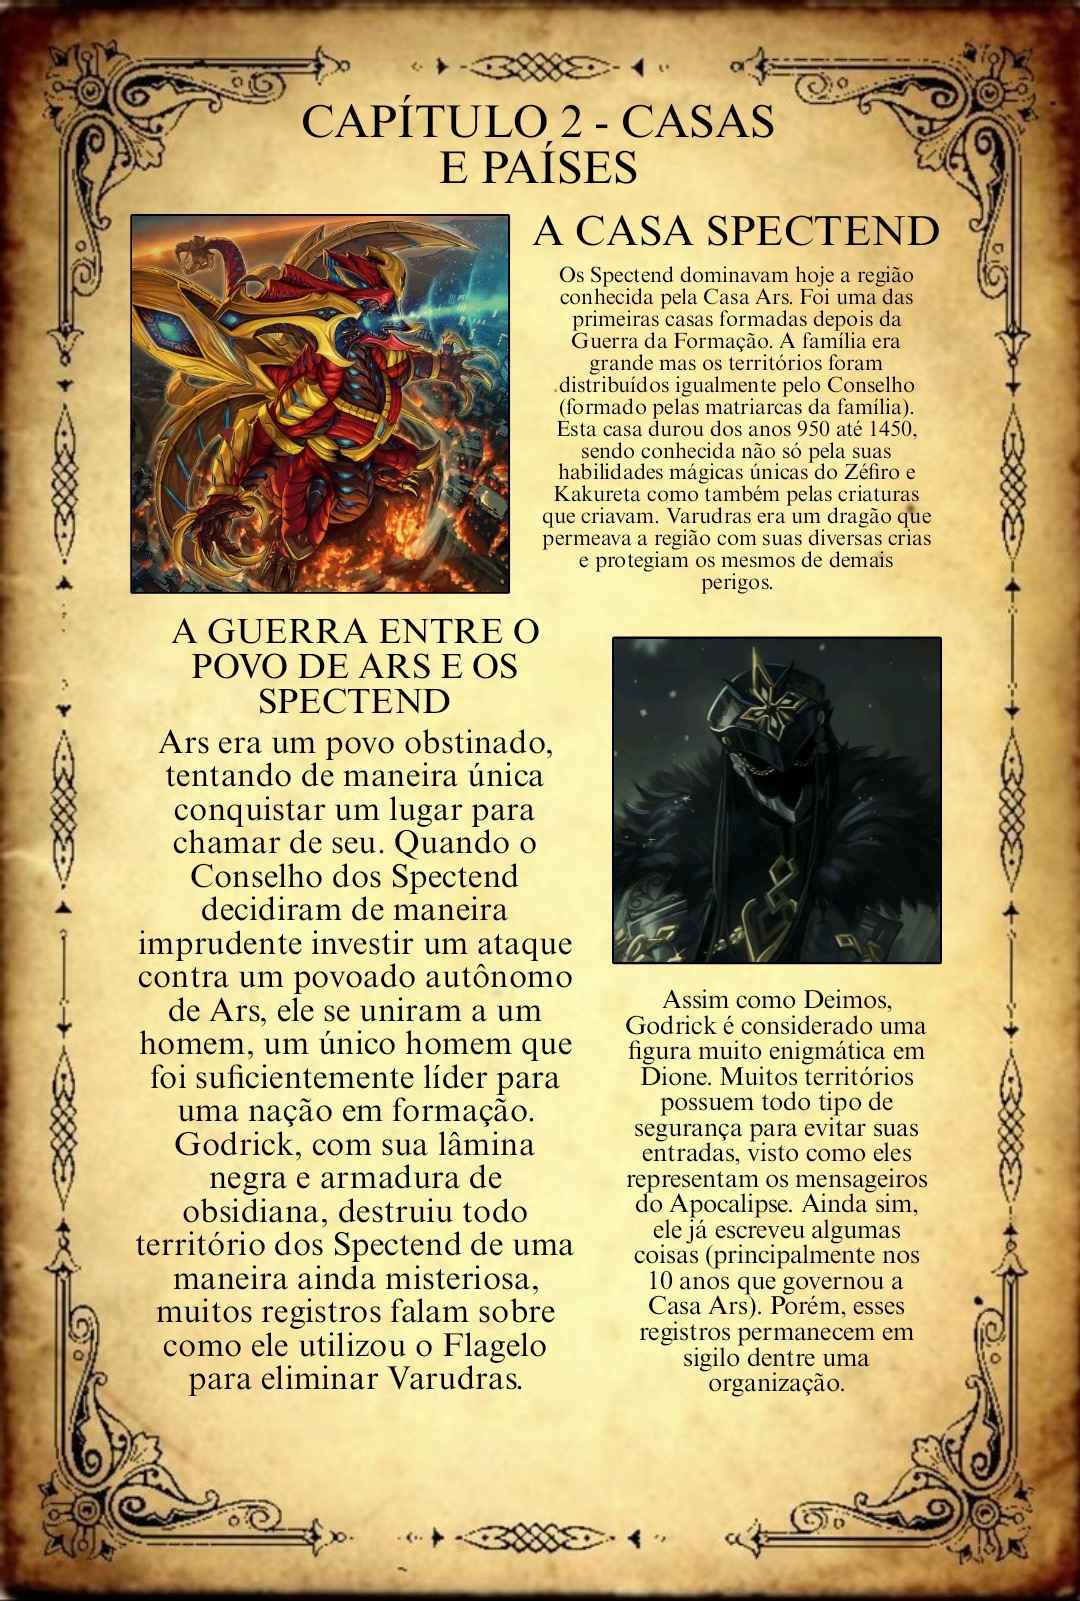 CAPÍTULO 2 - CASAS
E PAÍSES
A CASA SPECTEND
Os Spectend dominavam hoje a região
conhecida pela Casa Ars. Foi uma das
primeiras casas formadas depois da
Guerra da Formação. A família era
grande mas os territórios foram
distribuídos igualmente pelo Conselho
(formado pelas matriarcas da família).
Esta casa durou dos anos 950 até 1450,
sendo conhecida não só pela suas
habilidades mágicas únicas do Zéfiro e
Kakureta como também pelas criaturas
que criavam. Varudras era um dragão que
permeava a região com suas diversas crias
e protegiam os mesmos de demais
perigos.
A GUERRA ENTRE O
POVO DE ARS E OS
SPECTEND
Ars era um povo obstinado,
tentando de maneira única
conquistar um lugar para
chamar de seu. Quando o
Conselho dos Spectend
decidiram de maneira
imprudente investir um ataque
contra um povoado autônomo
de Ars, ele se uniram a um
homem, um único homem que
foi suficientemente líder para
uma nação em formação.
Godrick, com sua lâmina
negra e armadura de
obsidiana, destruiu todo
território dos Spectend de uma
maneira ainda misteriosa,
muitos registros falam sobre
como ele utilizou o Flagelo
para eliminar Varudras.
Assim como Deimos,
Godrick é considerado uma
figura muito enigmática em
Dione. Muitos territórios
possuem todo tipo de
segurança para evitar suas
entradas, visto como eles
representam os mensageiros
do Apocalipse. Ainda sim,
ele já escreveu algumas
coisas (principalmente nos
10 anos que governou a
Casa Ars). Porém, esses
registros permanecem em
sigilo dentre uma
organização.